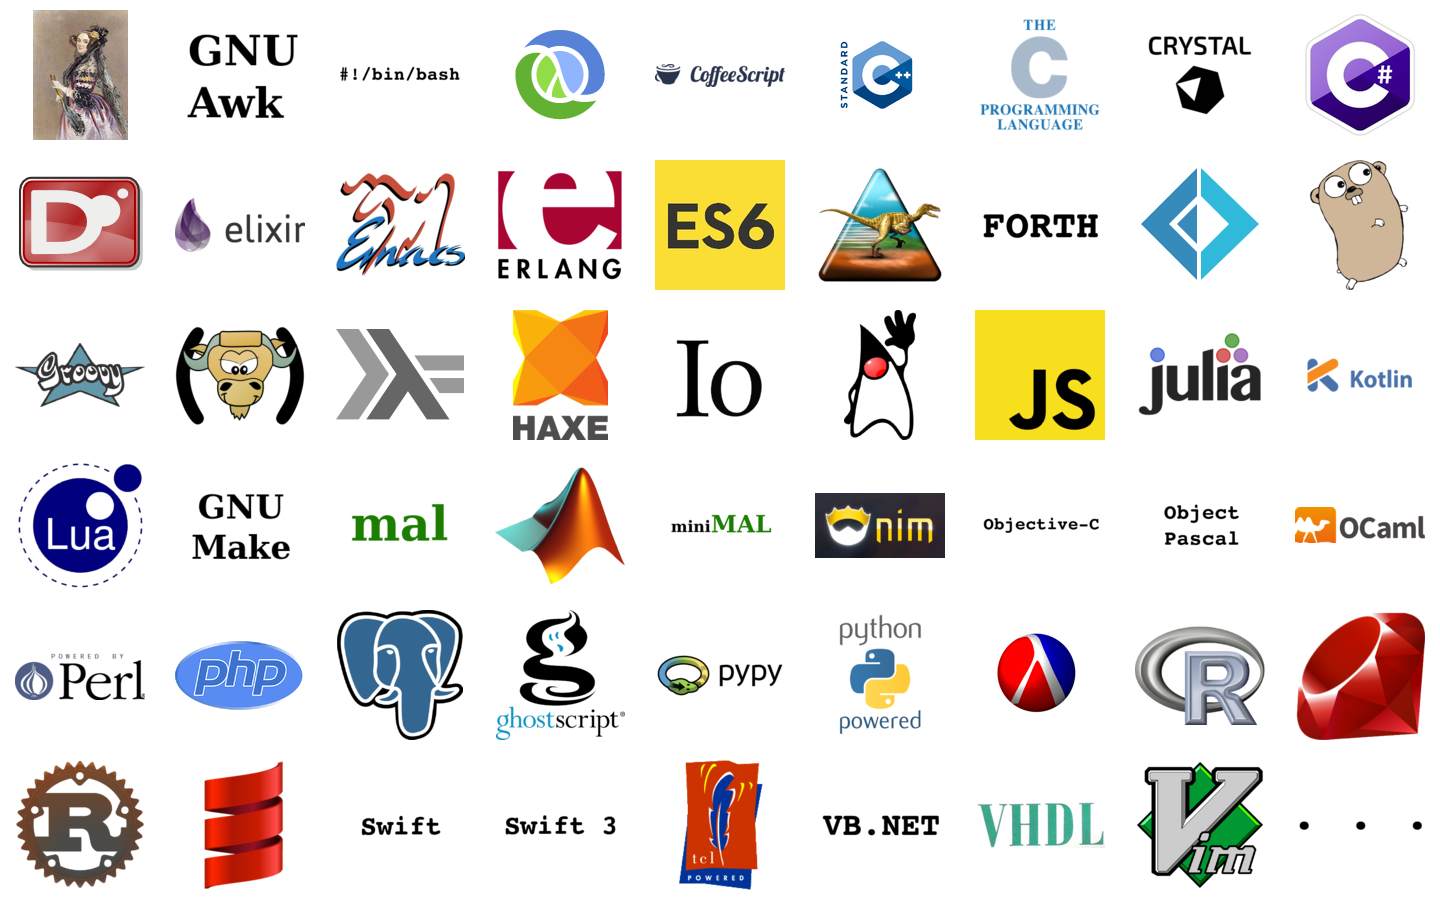 GNU
Awk
#!/bin/bash
CoffeeScript
STANDARD
C++
THE
C
PROGRAMMING
LANGUAGE
CRYSTAL
C#
D
elixir
Emacs
e
ERLANG
ES6
FORTH
Groovy
HAXE
Io
JS
julia
Kotlin
Lua
GNU
Make
mal
miniMAL
nim
Objective-C
Object
Pascal
OCaml
POWERED BY
Perl
php
ghostscript®
pypy
python
powered
R
R
Swift
Swift 3
tcl
POWERED
VB.NET
VHDL
Vim
. . .